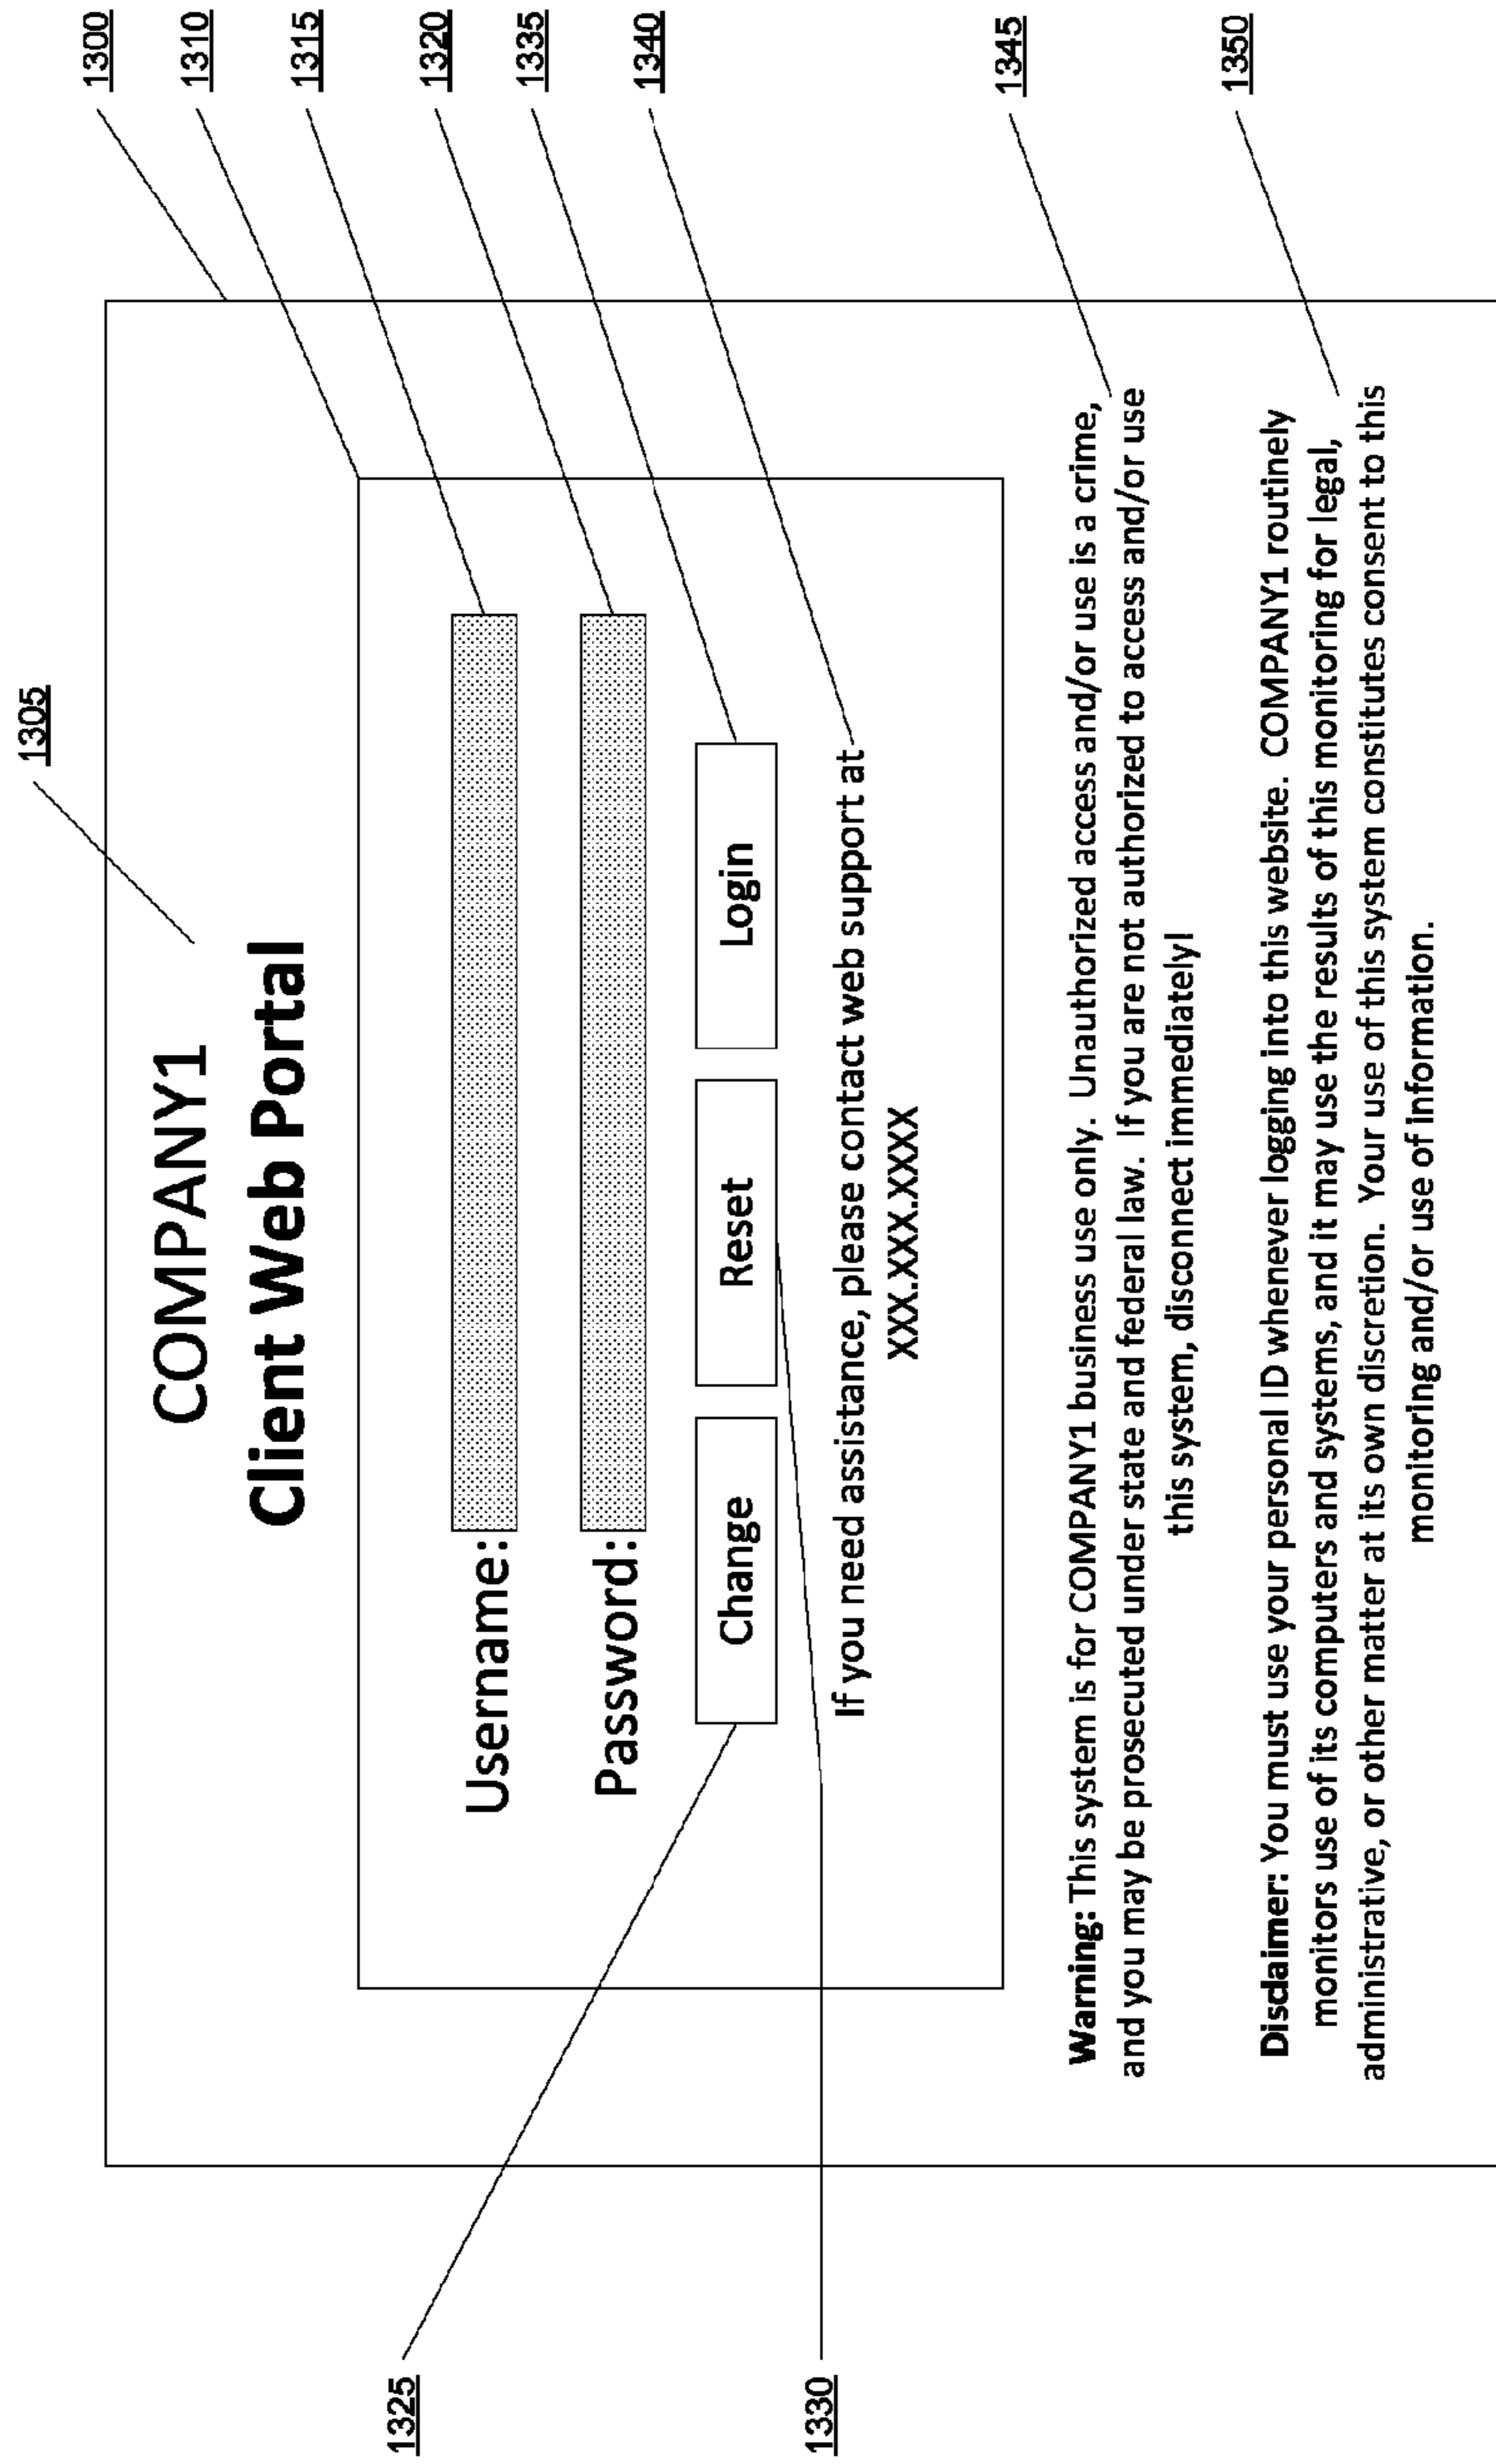 1305
1300
COMPANY1
1310
Client Web Portal
1315
Username:
1320
Password:
1335
1325
Change
Reset
Login
1340
1330
If you need assistance, please contact web support at
XXX.XXX.XXXX
1345
Warning: This system is for COMPANY1 business use only. Unauthorized access and/or use is a crime,
and you may be prosecuted under state and federal law. If you are not authorized to access and/or use
this system, disconnect immediately!
1350
Disclaimer: You must use your personal ID whenever logging into this website. COMPANY1 routinely
monitors use of its computers and systems, and it may use the results of this monitoring for legal,
administrative, or other matter at its own discretion. Your use of this system constitutes consent to this
monitoring and/or use of information.